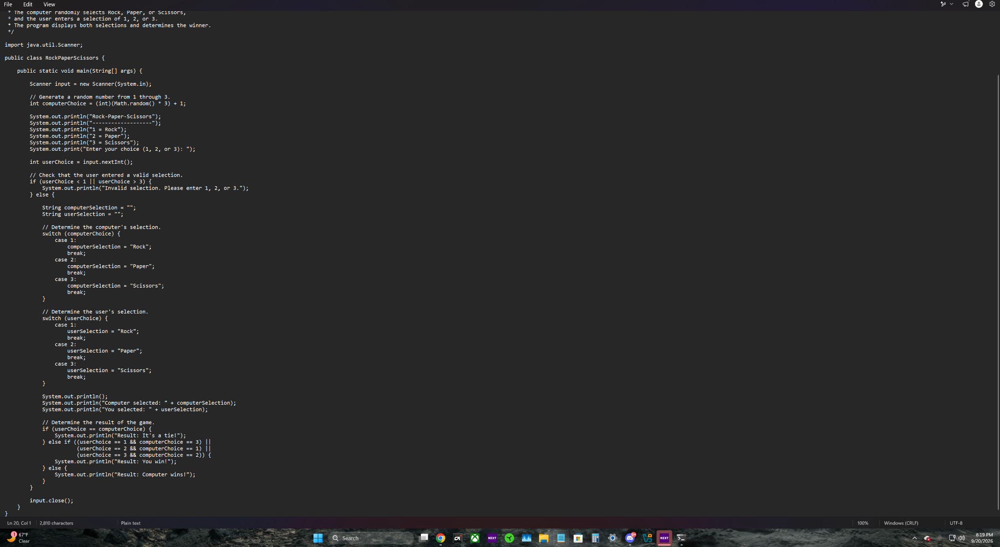 File Edit View
* The computer randomly selects Rock, Paper, or Scissors,
* and the user enters a selection of 1, 2, or 3.
* The program displays both selections and determines the winner.
*/
import java.util.Scanner;
public class RockPaperScissors {
public static void main(String[] args) {
Scanner input = new Scanner(System.in);
// Generate a random number from 1 through 3.
int computerChoice = (int)(Math.random() * 3) + 1;
System.out.println("Rock-Paper-Scissors");
System.out.println("-------------------");
System.out.println("1 = Rock");
System.out.println("2 = Paper");
System.out.println("3 = Scissors");
System.out.print("Enter your choice (1, 2, or 3): ");
int userChoice = input.nextInt();
// Check that the user entered a valid selection.
if (userChoice < 1 || userChoice > 3) {
System.out.println("Invalid selection. Please enter 1, 2, or 3.");
} else {
String computerSelection = "";
String userSelection = "";
// Determine the computer's selection.
switch (computerChoice) {
case 1:
computerSelection = "Rock";
break;
case 2:
computerSelection = "Paper";
break;
case 3:
computerSelection = "Scissors";
break;
}
// Determine the user's selection.
switch (userChoice) {
case 1:
userSelection = "Rock";
break;
case 2:
userSelection = "Paper";
break;
case 3:
userSelection = "Scissors";
break;
}
System.out.println();
System.out.println("Computer selected: " + computerSelection);
System.out.println("You selected: " + userSelection);
// Determine the result of the game.
if (userChoice == computerChoice) {
System.out.println("Result: It's a tie!");
} else if ((userChoice == 1 && computerChoice == 3) ||
(userChoice == 2 && computerChoice == 1) ||
(userChoice == 3 && computerChoice == 2)) {
System.out.println("Result: You win!");
} else {
System.out.println("Result: Computer wins!");
}
}
input.close();
}
}
Ln 20, Col 1 2,810 characters Plain text 100% Windows (CRLF) UTF-8
1 67°F
Clear
Search
NZXT
9+
NZXT
8:19 PM
9/20/2026